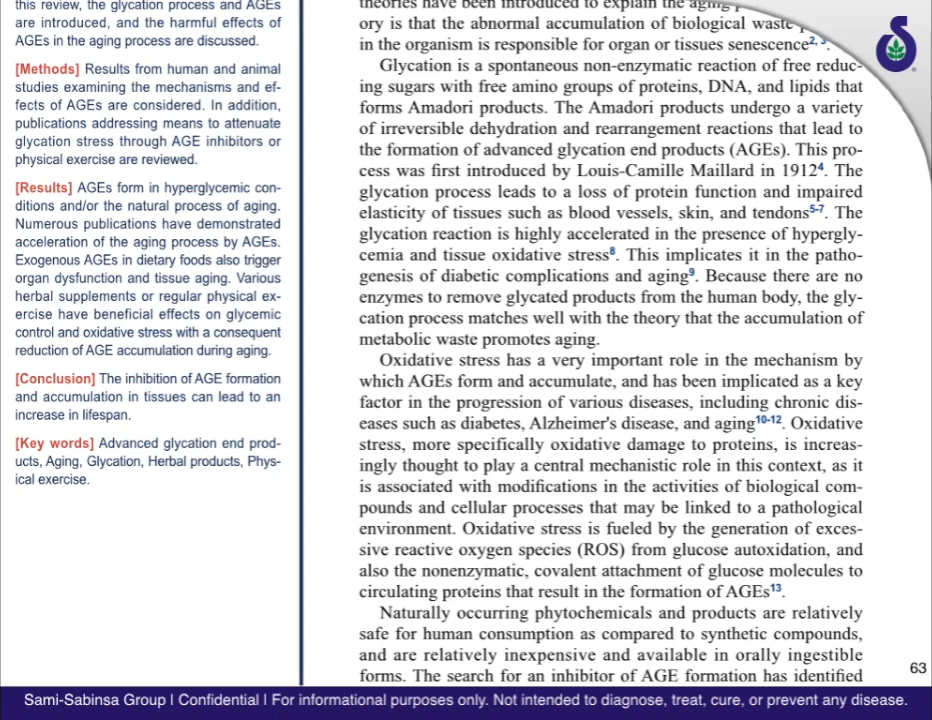 this review, the glycation process and AGEs
are introduced, and the harmful effects of
AGEs in the aging process are discussed.
[Methods] Results from human and animal
studies examining the mechanisms and ef-
fects of AGEs are considered. In addition,
publications addressing means to attenuate
glycation stress through AGE inhibitors or
physical exercise are reviewed.
[Results] AGEs form in hyperglycemic con-
ditions and/or the natural process of aging.
Numerous publications have demonstrated
acceleration of the aging process by AGEs.
Exogenous AGEs in dietary foods also trigger
organ dysfunction and tissue aging. Various
herbal supplements or regular physical ex-
ercise have beneficial effects on glycemic
control and oxidative stress with a consequent
reduction of AGE accumulation during aging.
[Conclusion] The inhibition of AGE formation
and accumulation in tissues can lead to an
increase in lifespan.
[Key words] Advanced glycation end prod-
ucts, Aging, Glycation, Herbal products, Phys-
ical exercise.
theories have been introduced to explain the aging
ory is that the abnormal accumulation of biological waste
in the organism is responsible for organ or tissues senescence2, 3.
Glycation is a spontaneous non-enzymatic reaction of free reduc-
ing sugars with free amino groups of proteins, DNA, and lipids that
forms Amadori products. The Amadori products undergo a variety
of irreversible dehydration and rearrangement reactions that lead to
the formation of advanced glycation end products (AGEs). This pro-
cess was first introduced by Louis-Camille Maillard in 19124. The
glycation process leads to a loss of protein function and impaired
elasticity of tissues such as blood vessels, skin, and tendons5-7. The
glycation reaction is highly accelerated in the presence of hypergly-
cemia and tissue oxidative stress8. This implicates it in the patho-
genesis of diabetic complications and aging9. Because there are no
enzymes to remove glycated products from the human body, the gly-
cation process matches well with the theory that the accumulation of
metabolic waste promotes aging.
Oxidative stress has a very important role in the mechanism by
which AGEs form and accumulate, and has been implicated as a key
factor in the progression of various diseases, including chronic dis-
eases such as diabetes, Alzheimer's disease, and aging10-12. Oxidative
stress, more specifically oxidative damage to proteins, is increas-
ingly thought to play a central mechanistic role in this context, as it
is associated with modifications in the activities of biological com-
pounds and cellular processes that may be linked to a pathological
environment. Oxidative stress is fueled by the generation of exces-
sive reactive oxygen species (ROS) from glucose autoxidation, and
also the nonenzymatic, covalent attachment of glucose molecules to
circulating proteins that result in the formation of AGEs13.
Naturally occurring phytochemicals and products are relatively
safe for human consumption as compared to synthetic compounds,
and are relatively inexpensive and available in orally ingestible
forms. The search for an inhibitor of AGE formation has identified
63
Sami-Sabinsa Group | Confidential | For informational purposes only. Not intended to diagnose, treat, cure, or prevent any disease.